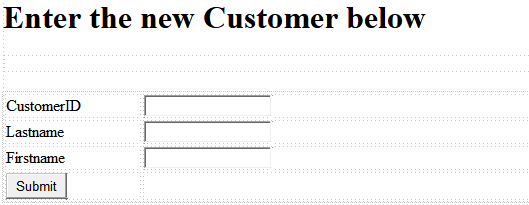 Enter the new Customer below
CustomerID
Lastname
Firstname
Submit